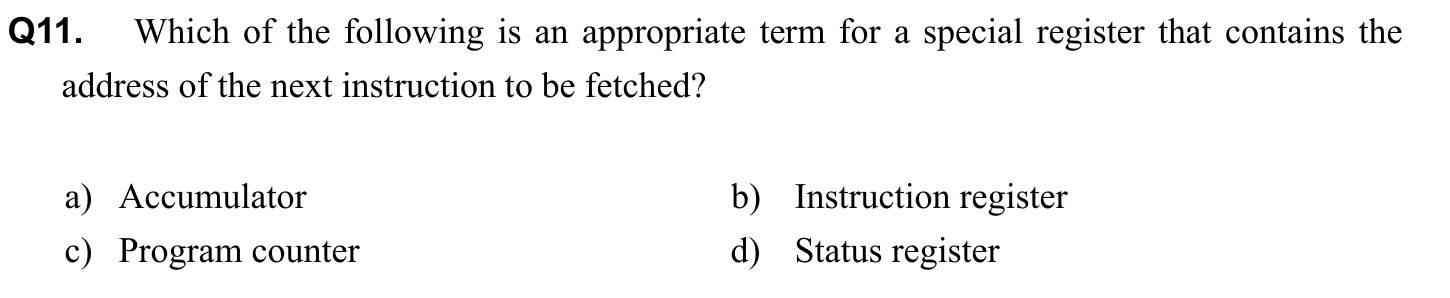 Q11. Which of the following is an appropriate term for a special register that contains the
address of the next instruction to be fetched?
a) Accumulator b) Instruction register
c) Program counter d) Status register